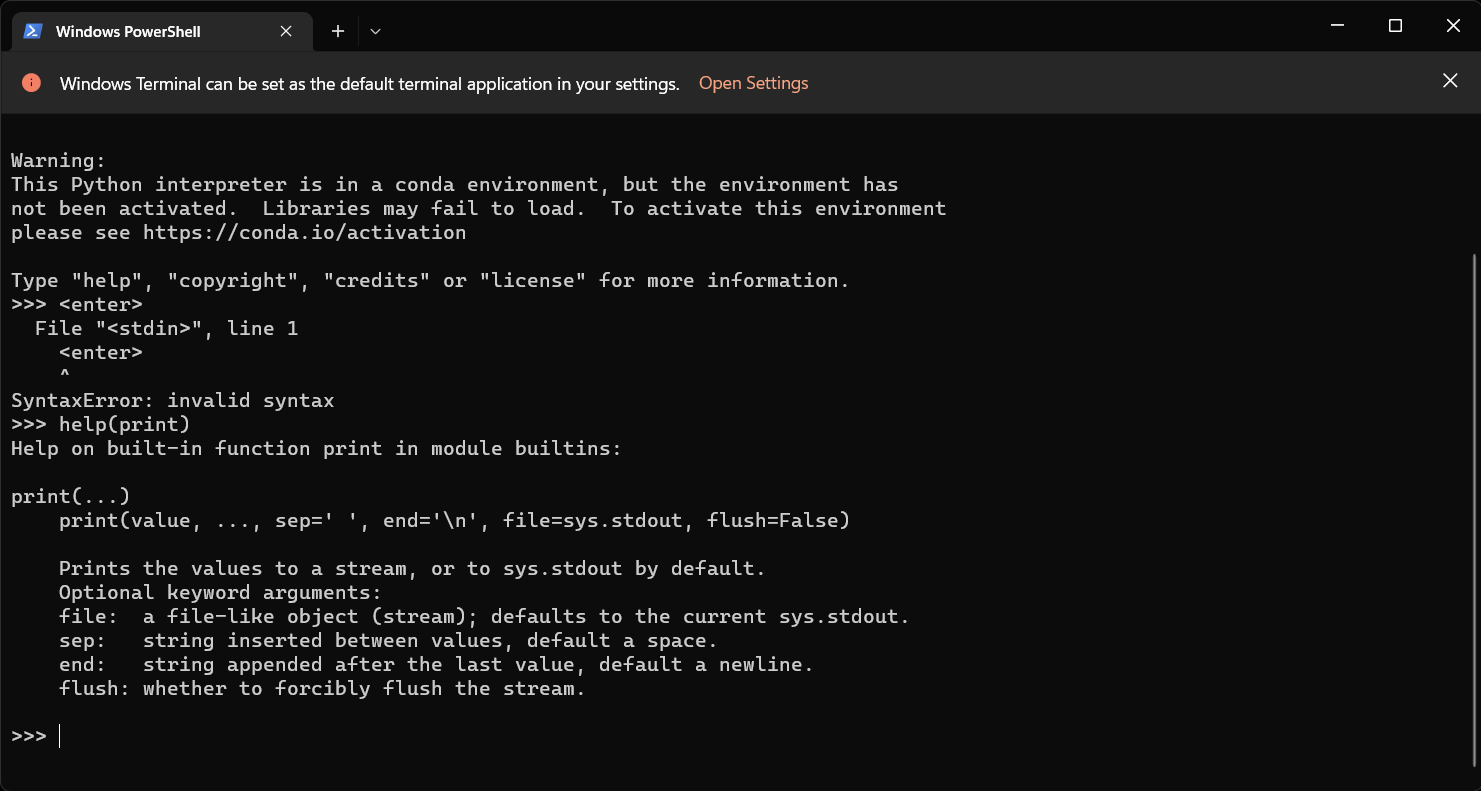 Windows PowerShell
Windows Terminal can be set as the default terminal application in your settings. Open Settings
Warning:
This Python interpreter is in a conda environment, but the environment has
not been activated.  Libraries may fail to load.  To activate this environment
please see https://conda.io/activation
Type "help", "copyright", "credits" or "license" for more information.
>>> <enter>
  File "<stdin>", line 1
    <enter>
    ^
SyntaxError: invalid syntax
>>> help(print)
Help on built-in function print in module builtins:
print(...)
    print(value, ..., sep=' ', end='\n', file=sys.stdout, flush=False)
    Prints the values to a stream, or to sys.stdout by default.
    Optional keyword arguments:
    file:  a file-like object (stream); defaults to the current sys.stdout.
    sep:   string inserted between values, default a space.
    end:   string appended after the last value, default a newline.
    flush: whether to forcibly flush the stream.
>>>